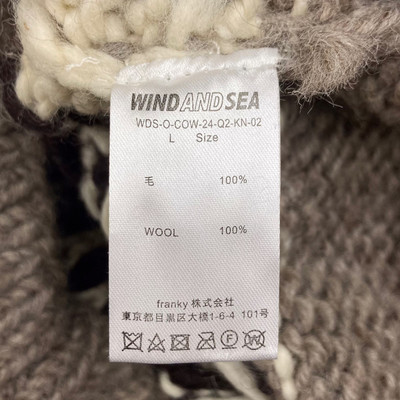 WINDANDSEA
WDS-O-COW-24-Q2-KN-02
L Size
毛 100%
WOOL 100%
franky 株式会社
東京都目黒区大橋1-6-4 101号